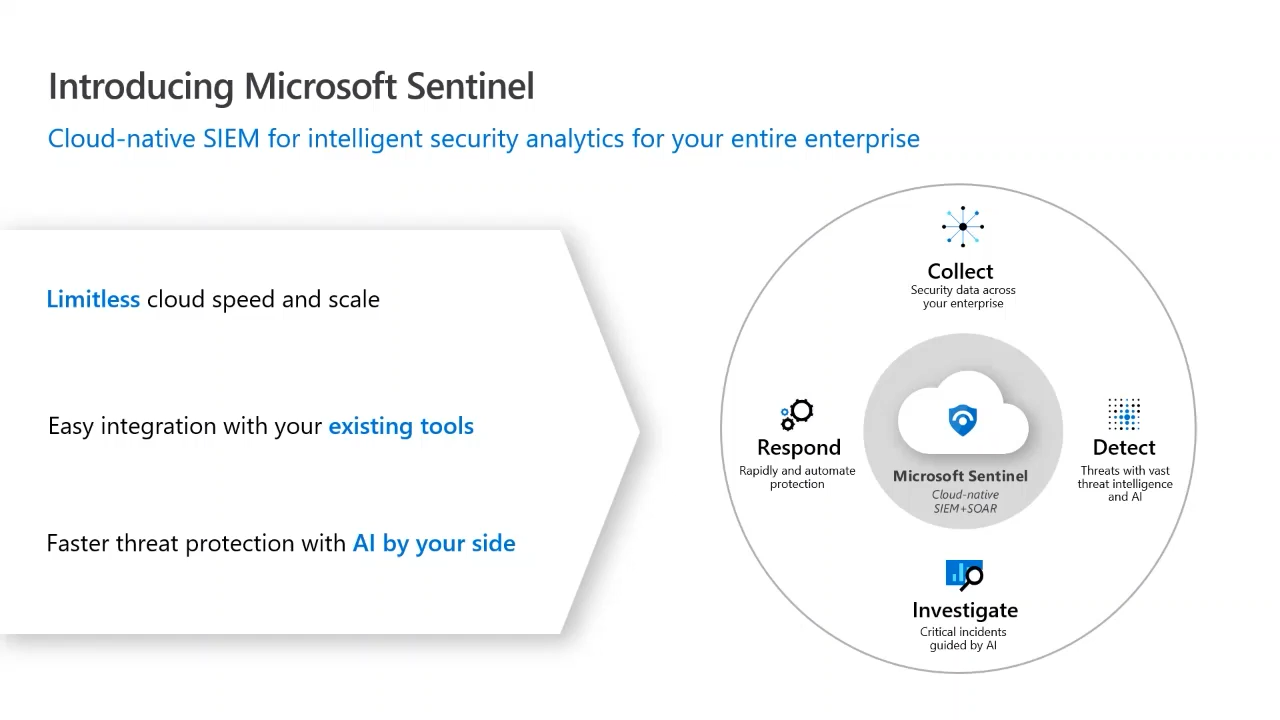 Introducing Microsoft Sentinel
Cloud-native SIEM for intelligent security analytics for your entire enterprise
Limitless cloud speed and scale
Easy integration with your existing tools
Faster threat protection with AI by your side
Collect
Security data across
your enterprise
Respond
Rapidly and automate
protection
Microsoft Sentinel
Cloud-native
SIEM+SOAR
Detect
Threats with vast
threat intelligence
and AI
Investigate
Critical incidents
guided by AI